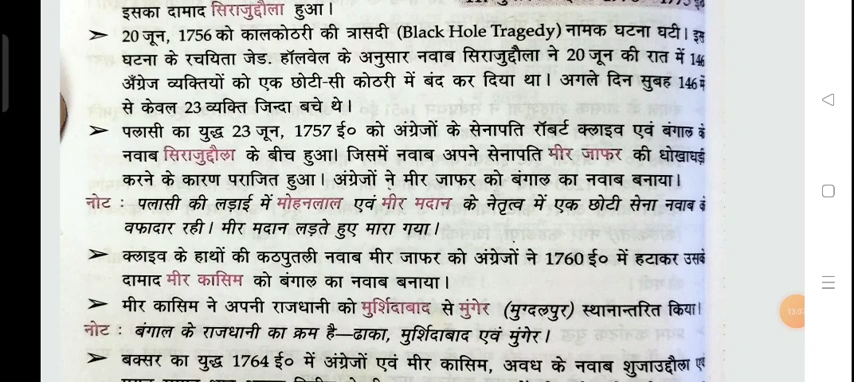 इसका दामाद सिराजुद्दौला हुआ।
➤ 20 जून, 1756 को कालकोठरी की त्रासदी (Black Hole Tragedy) नामक घटना घटी। इस
घटना के रचयिता जेड. हॉलवेल के अनुसार नवाब सिराजुद्दौला ने 20 जून की रात में 146
अँग्रेज व्यक्तियों को एक छोटी-सी कोठरी में बंद कर दिया था। अगले दिन सुबह 146 में
से केवल 23 व्यक्ति जिन्दा बचे थे।
➤ पलासी का युद्ध 23 जून, 1757 ई० को अंग्रेजों के सेनापति रॉबर्ट क्लाइव एवं बंगाल के
नवाब सिराजुद्दौला के बीच हुआ। जिसमें नवाब अपने सेनापति मीर जाफर की धोखाधड़ी
करने के कारण पराजित हुआ। अंग्रेजों ने मीर जाफर को बंगाल का नवाब बनाया।
नोट : पलासी की लड़ाई में मोहनलाल एवं मीर मदान के नेतृत्व में एक छोटी सेना नवाब के
वफादार रही। मीर मदान लड़ते हुए मारा गया।
➤ क्लाइव के हाथों की कठपुतली नवाब मीर जाफर को अंग्रेजों ने 1760 ई० में हटाकर उसके
दामाद मीर कासिम को बंगाल का नवाब बनाया।
➤ मीर कासिम ने अपनी राजधानी को मुर्शिदाबाद से मुंगेर (मुग्दलपुर) स्थानान्तरित किया।
नोट : बंगाल के राजधानी का क्रम है—ढाका, मुर्शिदाबाद एवं मुंगेर।
➤ बक्सर का युद्ध 1764 ई० में अंग्रेजों एवं मीर कासिम, अवध के नवाब शुजाउद्दौला एवं